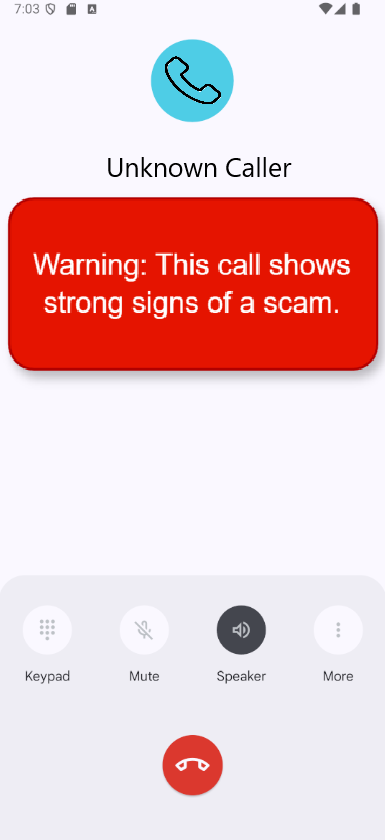 7:03
Unknown Caller
Warning: This call shows
strong signs of a scam.
Keypad Mute Speaker More